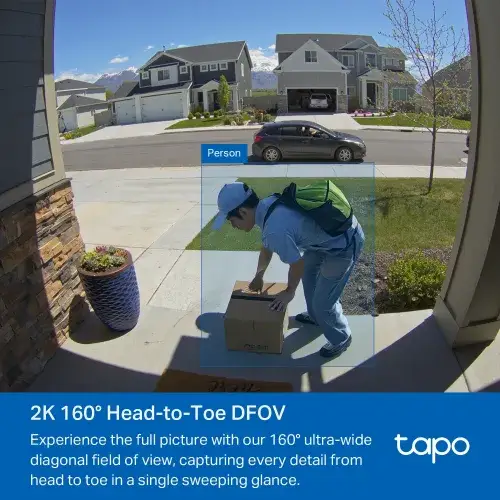 Person
2K 160° Head-to-Toe DFOV
Experience the full picture with our 160° ultra-wide
diagonal field of view, capturing every detail from
head to toe in a single sweeping glance.
tapo